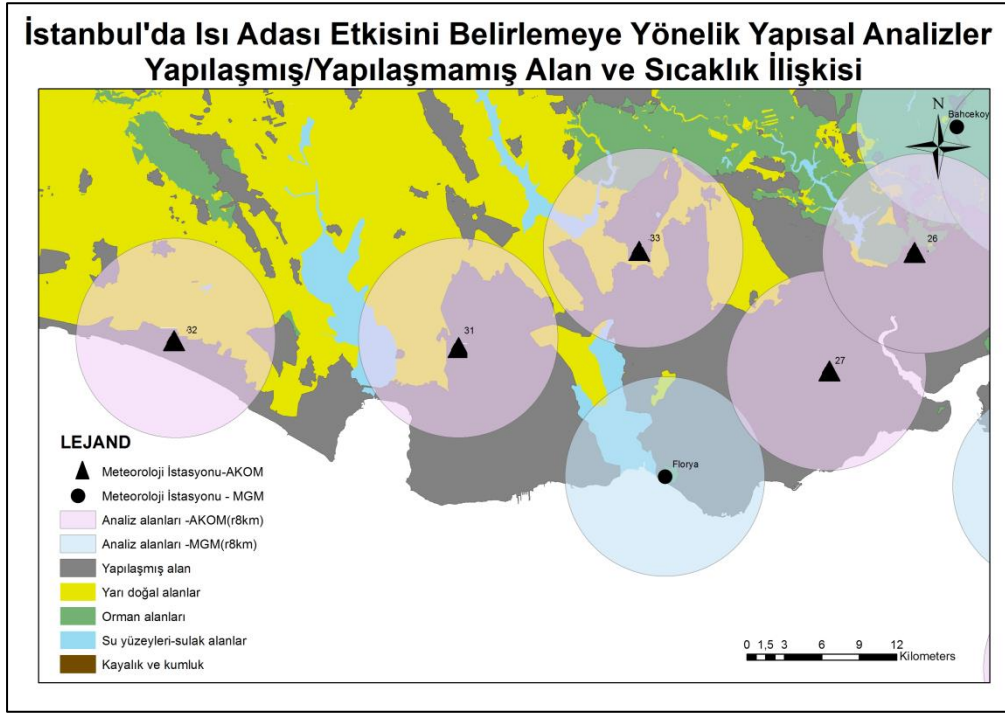 İstanbul'da Isı Adası Etkisini Belirlemeye Yönelik Yapısal Analizler
Yapılaşmış/Yapılaşmamış Alan ve Sıcaklık İlişkisi
N
Bahcekoy
33
26
32
31
27
Florya
LEJAND
Meteoroloji İstasyonu-AKOM
Meteoroloji İstasyonu - MGM
Analiz alanları -AKOM(r8km)
Analiz alanları -MGM(r8km)
Yapılaşmış alan
Yarı doğal alanlar
Orman alanları
Su yüzeyleri-sulak alanlar
Kayalık ve kumluk
0 1,5 3 6 9 12
Kilometers